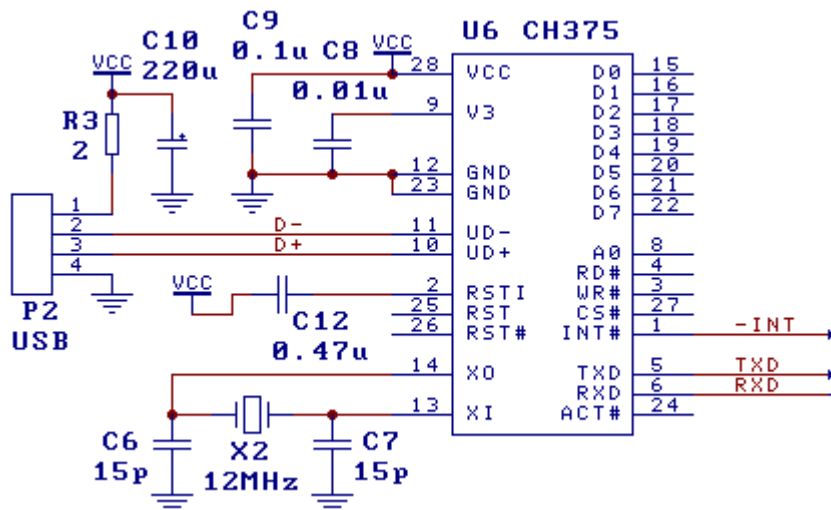 C9
U6 CH375
C10
0.1u C8
VCC
VCC
220u
28
VCC
D0
15
0.01u
D1
16
9
V3
D2
17
R3
D3
18
2
D4
19
12
GND
D5
20
23
GND
D6
21
1
D7
22
2
D-
11
UD-
3
D+
10
UD+
A0
8
4
RD#
4
VCC
2
RSTI
WR#
3
25
RST
CS#
27
P2
C12
26
RST#
INT#
1
-INT
USB
0.47u
14
XO
TXD
5
TXD
RXD
6
RXD
13
XI
ACT#
24
C6
X2
C7
15p
12MHz
15p